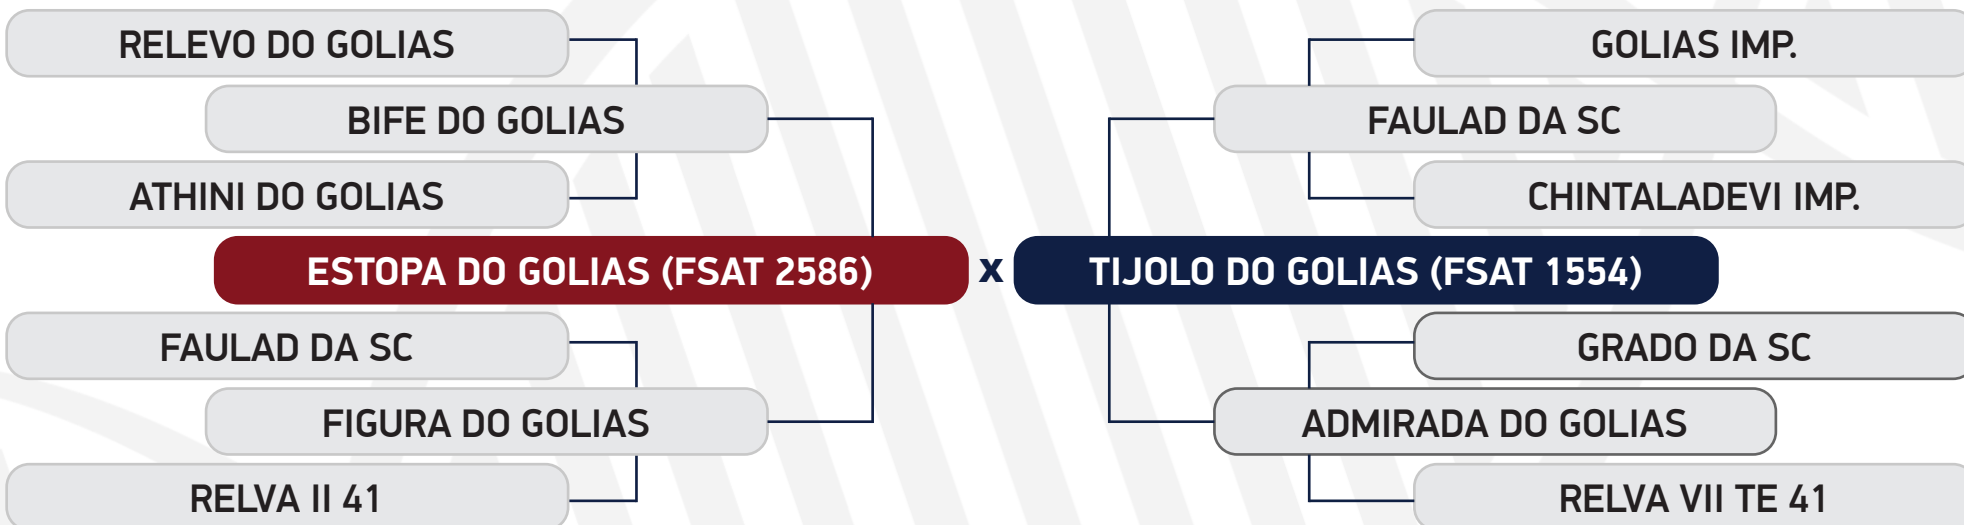 RELEVO DO GOLIAS
BIFE DO GOLIAS
ATHINI DO GOLIAS
ESTOPA DO GOLIAS (FSAT 2586)
FAULAD DA SC
FIGURA DO GOLIAS
RELVA II 41
x
GOLIAS IMP.
FAULAD DA SC
CHINTALADEVI IMP.
TIJOLO DO GOLIAS (FSAT 1554)
GRADO DA SC
ADMIRADA DO GOLIAS
RELVA VII TE 41